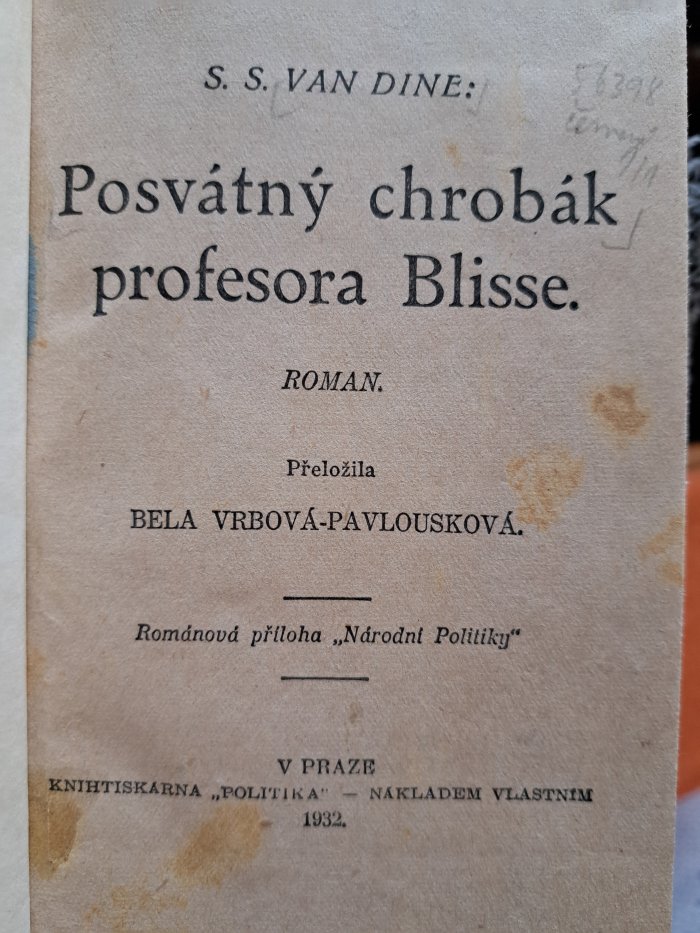 S. S. VAN DINE:
56398
Posvátný chrobák
profesora Blisse.
ROMAN.
Přeložila
BELA VRBOVÁ-PAVLOUSKOVÁ.
Románová příloha „Národní Politiky“
V PRAZE
KNIHTISKÁRNA „POLITIKA“ — NÁKLADEM VLASTNÍM
1932.